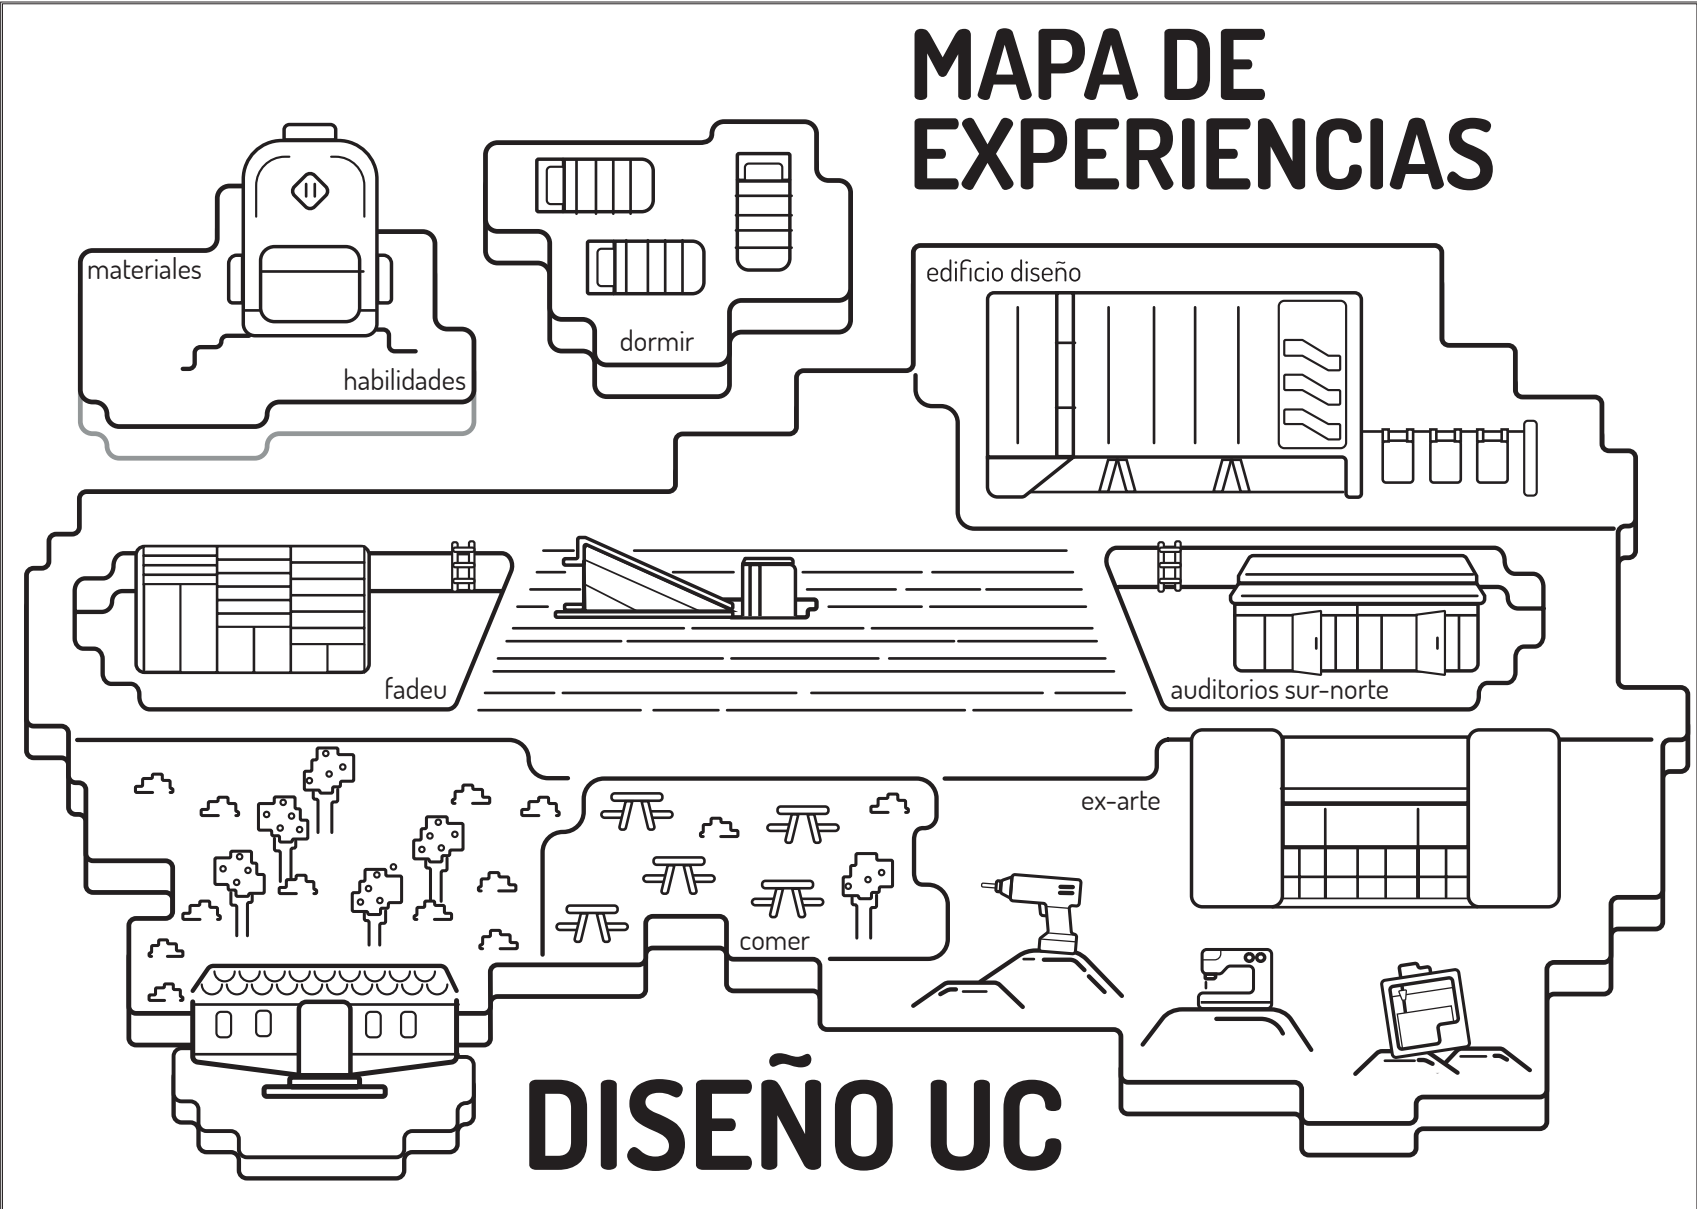 MAPA DE
EXPERIENCIAS
materiales
habilidades
dormir
edificio diseño
fadeu
auditorios sur-norte
ex-arte
comer
DISEÑO UC